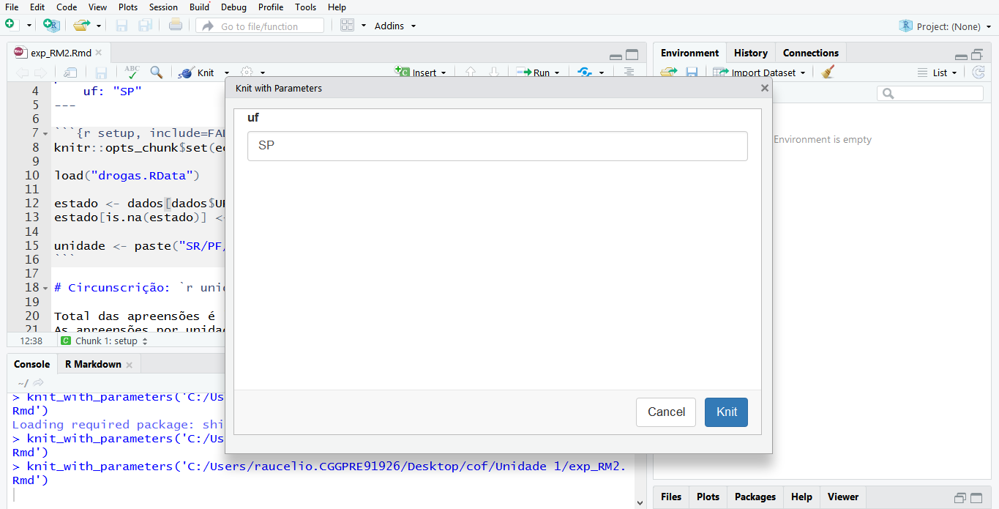 File Edit Code View Plots Session Build Debug Profile Tools Help
Go to file/function Addins Project: (None)
exp_RM2.Rmd
ABC Knit Insert Run
4 uf: "SP"
5 ---
6
7 ```{r setup, include=FAL
8 knitr::opts_chunk$set(e
9
10 load("drogas.RData")
11
12 estado <- dados[dados$U
13 estado[is.na(estado)] <-
14
15 unidade <- paste("SR/PF/
16 ```
17
18 # Circunscrição: `r uni
19
20 Total das apreensões é
21 As apreensões por unida
12:38 C Chunk 1: setup
Knit with Parameters
uf
SP
Cancel Knit
Console R Markdown
~/
> knit_with_parameters('C:/Us
Rmd')
Loading required package: shi
> knit_with_parameters('C:/Us
Rmd')
> knit_with_parameters('C:/Users/raucelio.CGGPRE91926/Desktop/cof/Unidade 1/exp_RM2.
Rmd')
Environment History Connections
Import Dataset List
Environment is empty
Files Plots Packages Help Viewer